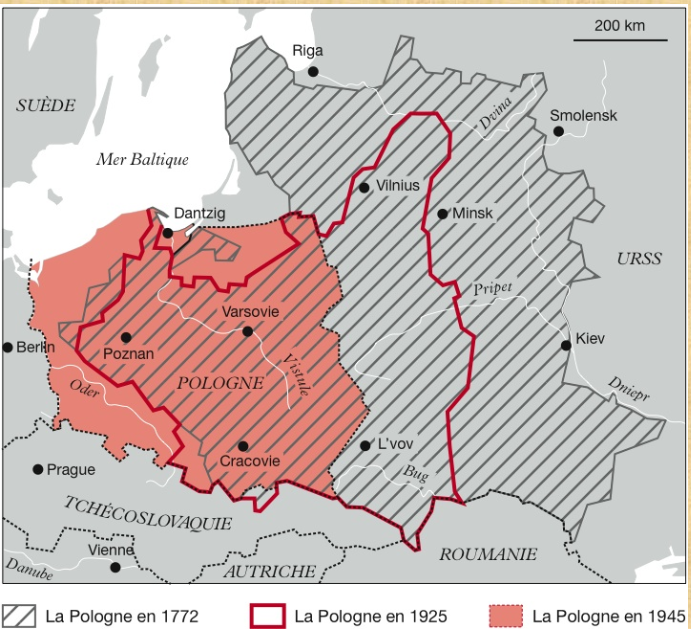 200 km
Riga
SUÈDE
Dvina
Smolensk
Mer Baltique
Vilnius
Dantzig
Minsk
URSS
Pripet
Varsovie
Kiev
Berlin
Poznan
Vistule
POLOGNE
Oder
Dniepr
L'vov
Cracovie
Prague
Bug
TCHÉCOSLOVAQUIE
Vienne
ROUMANIE
Danube
AUTRICHE
La Pologne en 1772
La Pologne en 1925
La Pologne en 1945